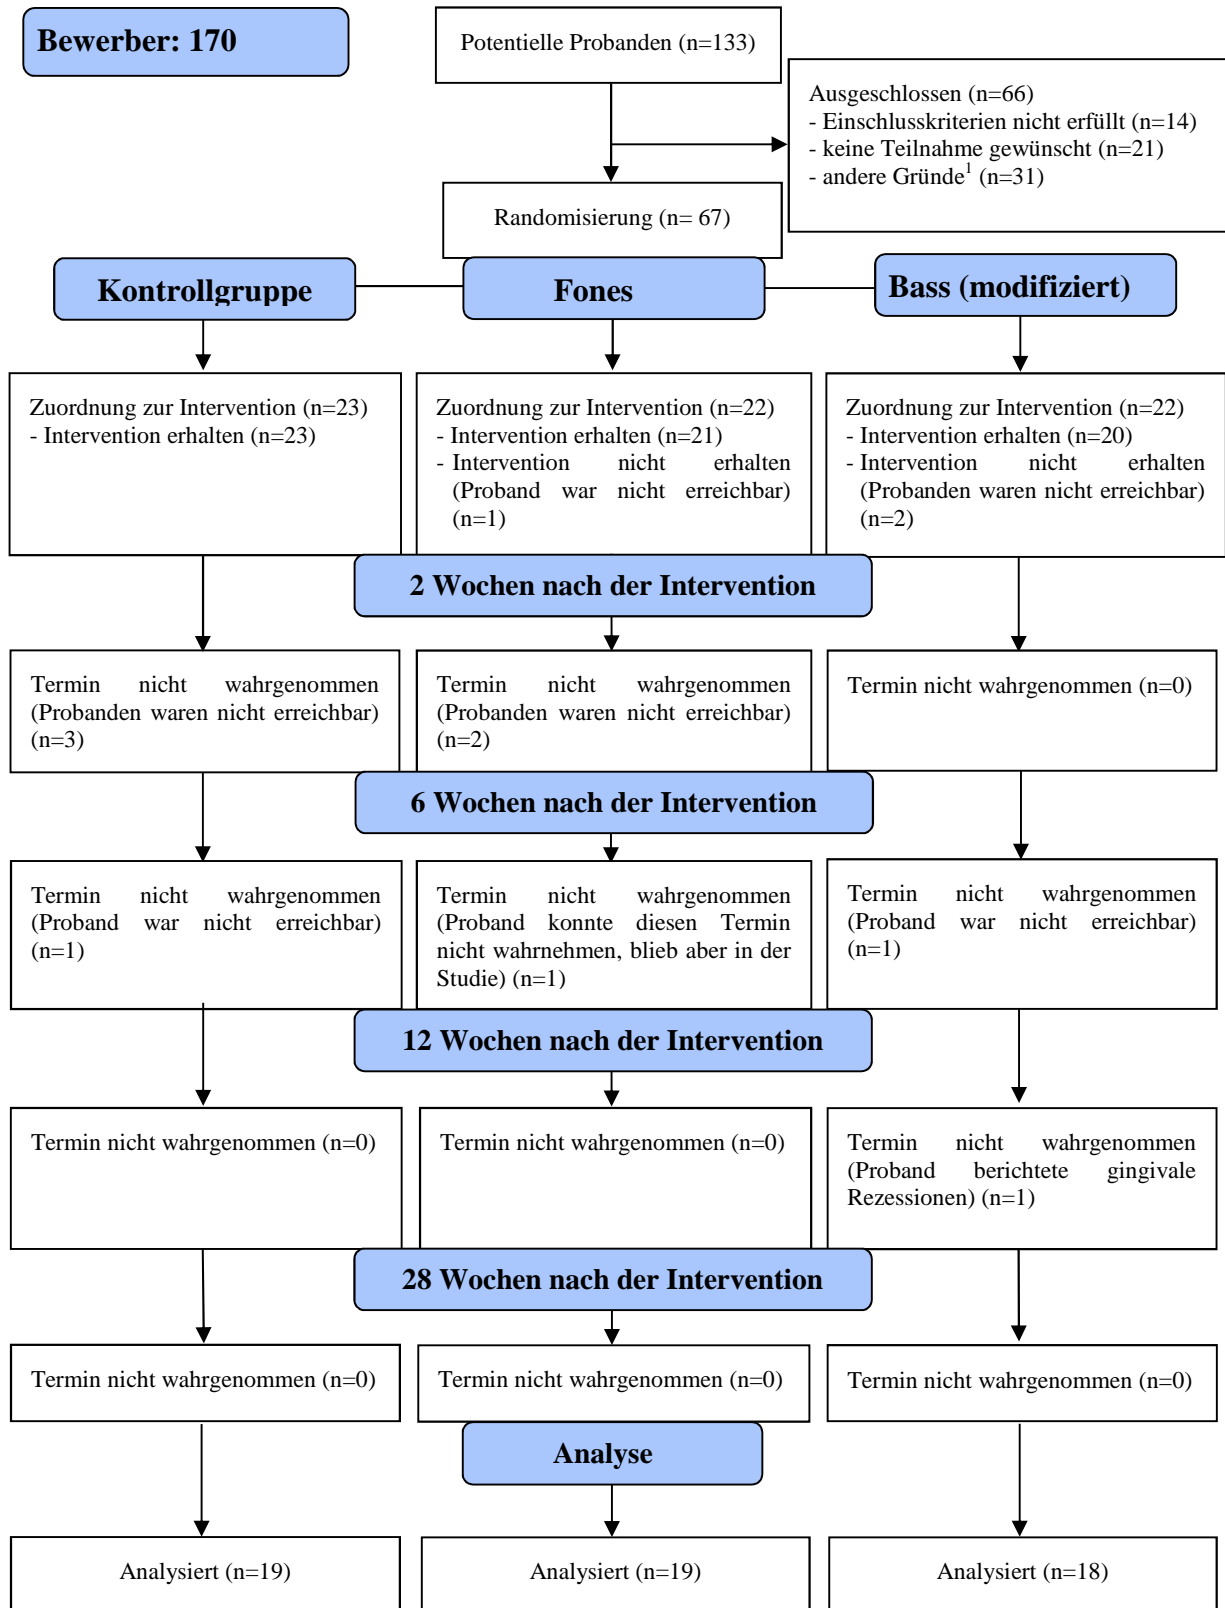 Bewerber: 170
Potentielle Probanden (n=133)
Ausgeschlossen (n=66)
- Einschlusskriterien nicht erfüllt (n=14)
- keine Teilnahme gewünscht (n=21)
- andere Gründe¹ (n=31)
Randomisierung (n= 67)
Kontrollgruppe
Fones
Bass (modifiziert)
Zuordnung zur Intervention (n=23)
- Intervention erhalten (n=23)
Zuordnung zur Intervention (n=22)
- Intervention erhalten (n=21)
- Intervention nicht erhalten
(Proband war nicht erreichbar)
(n=1)
Zuordnung zur Intervention (n=22)
- Intervention erhalten (n=20)
- Intervention nicht erhalten
(Probanden waren nicht erreichbar)
(n=2)
2 Wochen nach der Intervention
Termin nicht wahrgenommen
(Probanden waren nicht erreichbar)
(n=3)
Termin nicht wahrgenommen
(Probanden waren nicht erreichbar)
(n=2)
Termin nicht wahrgenommen (n=0)
6 Wochen nach der Intervention
Termin nicht wahrgenommen
(Proband war nicht erreichbar)
(n=1)
Termin nicht wahrgenommen
(Proband konnte diesen Termin
nicht wahrnehmen, blieb aber in der
Studie) (n=1)
Termin nicht wahrgenommen
(Proband war nicht erreichbar)
(n=1)
12 Wochen nach der Intervention
Termin nicht wahrgenommen (n=0)
Termin nicht wahrgenommen (n=0)
Termin nicht wahrgenommen
(Proband berichtete gingivale
Rezessionen) (n=1)
28 Wochen nach der Intervention
Termin nicht wahrgenommen (n=0)
Termin nicht wahrgenommen (n=0)
Termin nicht wahrgenommen (n=0)
Analyse
Analysiert (n=19)
Analysiert (n=19)
Analysiert (n=18)